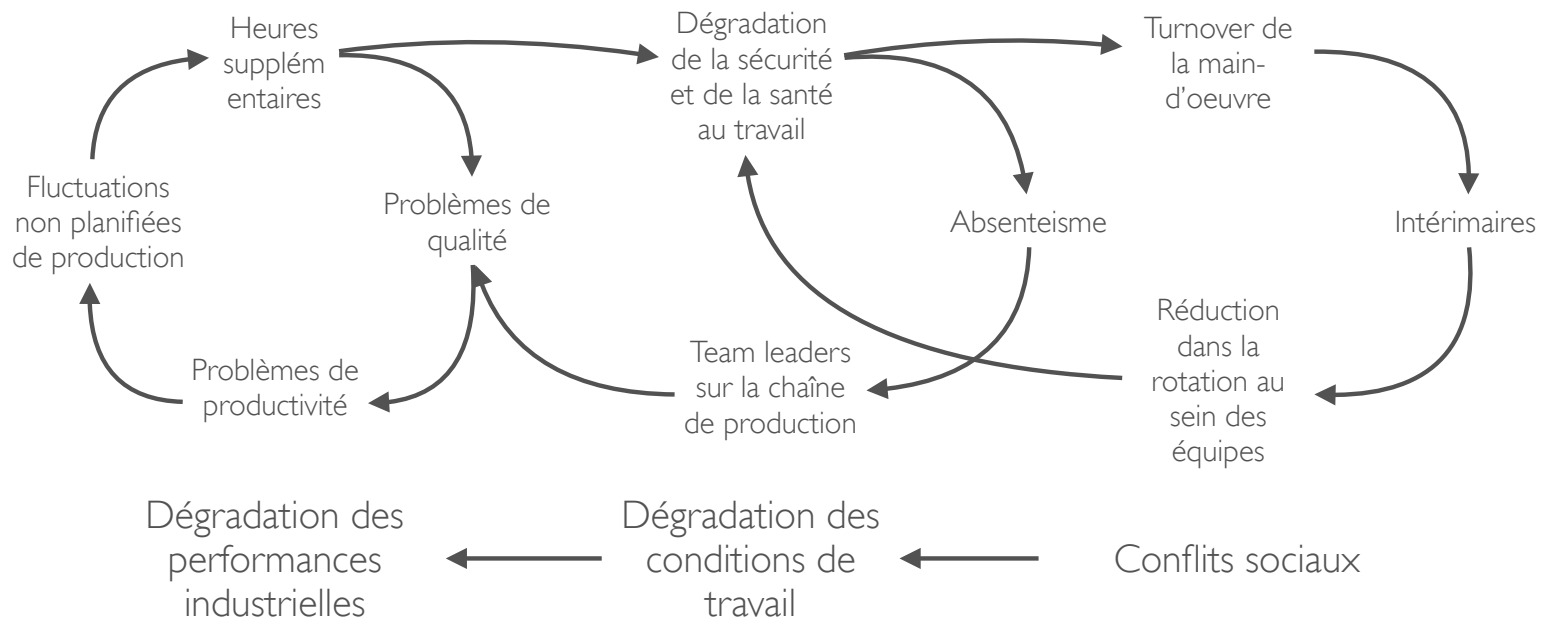 Heures
supplém
entaires
Dégradation
de la sécurité
et de la santé
au travail
Turnover de
la main-
d'oeuvre
Fluctuations
non planifiées
de production
Problèmes de
qualité
Absenteisme
Intérimaires
Problèmes de
productivité
Team leaders
sur la chaîne
de production
Réduction
dans la
rotation au
sein des
équipes
Dégradation des
performances
industrielles
Dégradation des
conditions de
travail
Conflits sociaux